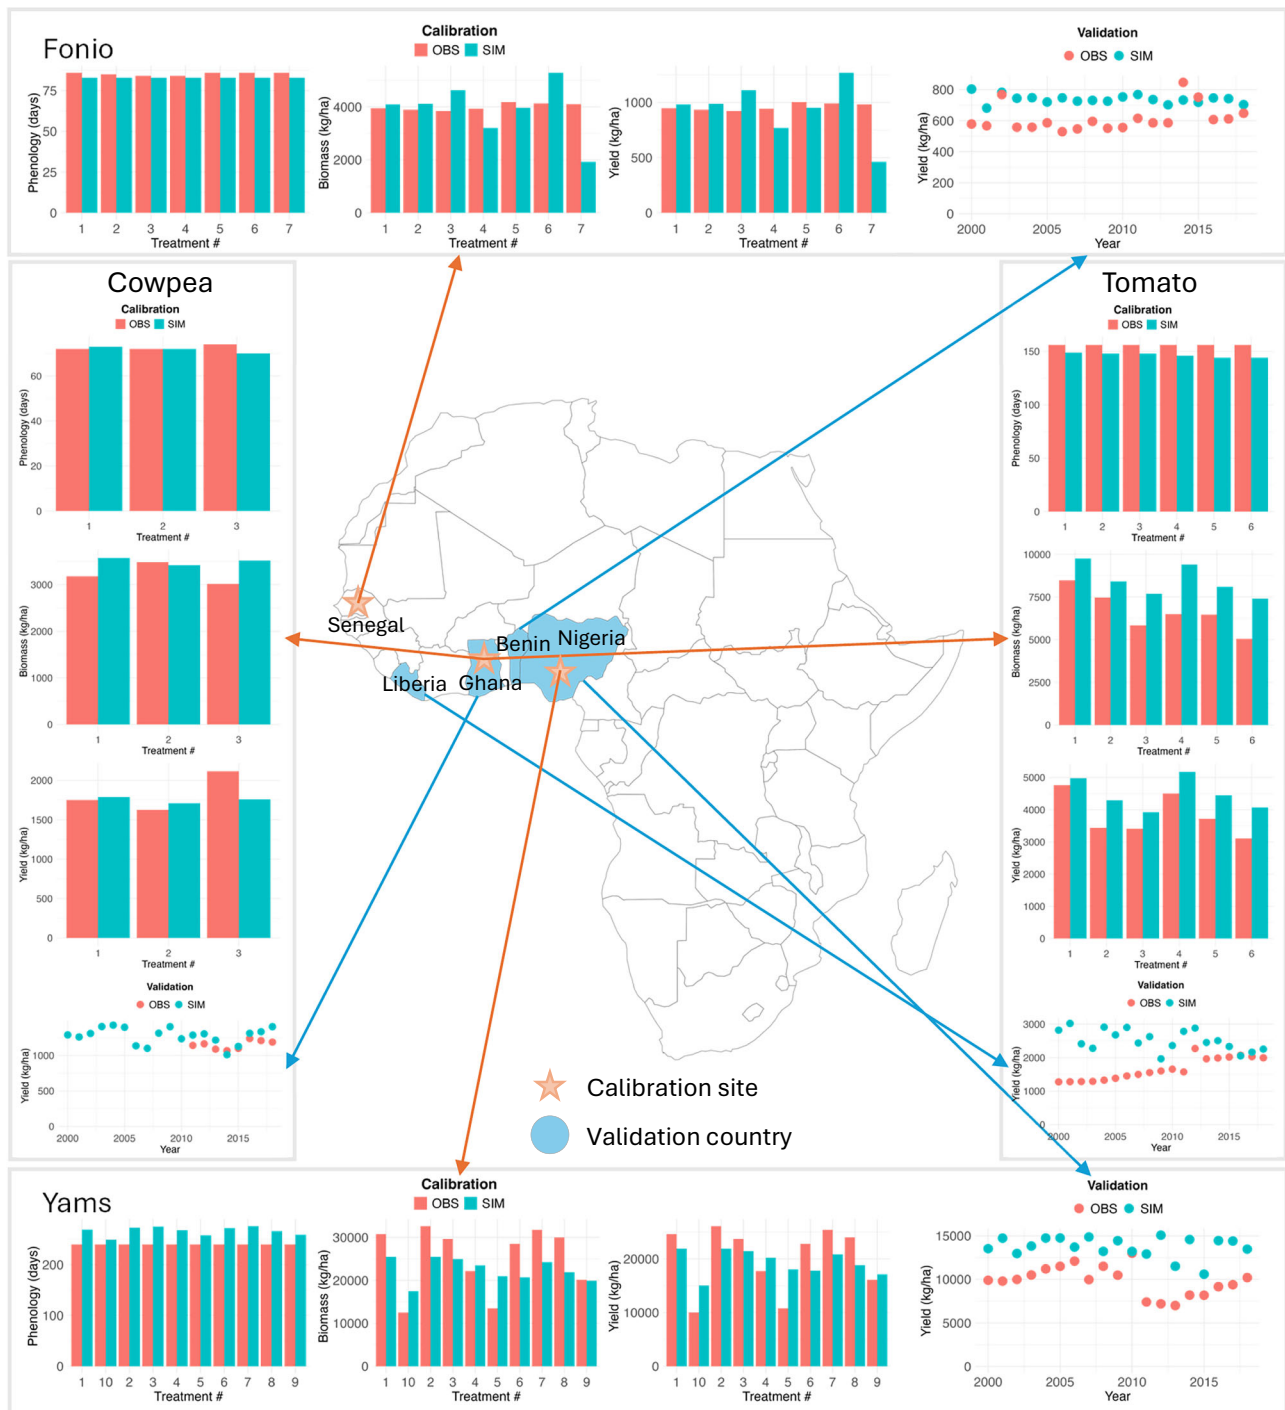 Fonio
Calibration
OBS SIM
Validation
OBS SIM
Phenology (days)
75
50
25
0
1 2 3 4 5 6 7
Treatment #
Biomass (kg/ha)
4000
2000
0
1 2 3 4 5 6 7
Treatment #
Yield (kg/ha)
1000
500
0
1 2 3 4 5 6 7
Treatment #
Yield (kg/ha)
800
600
400
200
0
2000 2005 2010 2015
Year
Cowpea
Calibration
OBS SIM
Phenology (days)
60
40
20
0
1 2 3
Treatment #
Biomass (kg/ha)
3000
2000
1000
0
1 2 3
Treatment #
Yield (kg/ha)
2000
1500
1000
500
0
1 2 3
Treatment #
Validation
OBS SIM
Yield (kg/ha)
1000
500
0
2000 2005 2010 2015
Year
Senegal
Benin Nigeria
Liberia Ghana
Calibration site
Validation country
Tomato
Calibration
OBS SIM
Phenology (days)
150
100
50
0
1 2 3 4 5 6
Treatment #
Biomass (kg/ha)
10000
7500
5000
2500
0
1 2 3 4 5 6
Treatment #
Yield (kg/ha)
5000
4000
3000
2000
1000
0
1 2 3 4 5 6
Treatment #
Validation
OBS SIM
Yield (kg/ha)
3000
2000
1000
0
2000 2005 2010 2015
Year
Yams
Calibration
OBS SIM
Validation
OBS SIM
Phenology (days)
200
100
0
1 10 2 3 4 5 6 7 8 9
Treatment #
Biomass (kg/ha)
30000
20000
10000
0
1 10 2 3 4 5 6 7 8 9
Treatment #
Yield (kg/ha)
20000
10000
0
1 10 2 3 4 5 6 7 8 9
Treatment #
Yield (kg/ha)
15000
10000
5000
0
2000 2005 2010 2015
Year